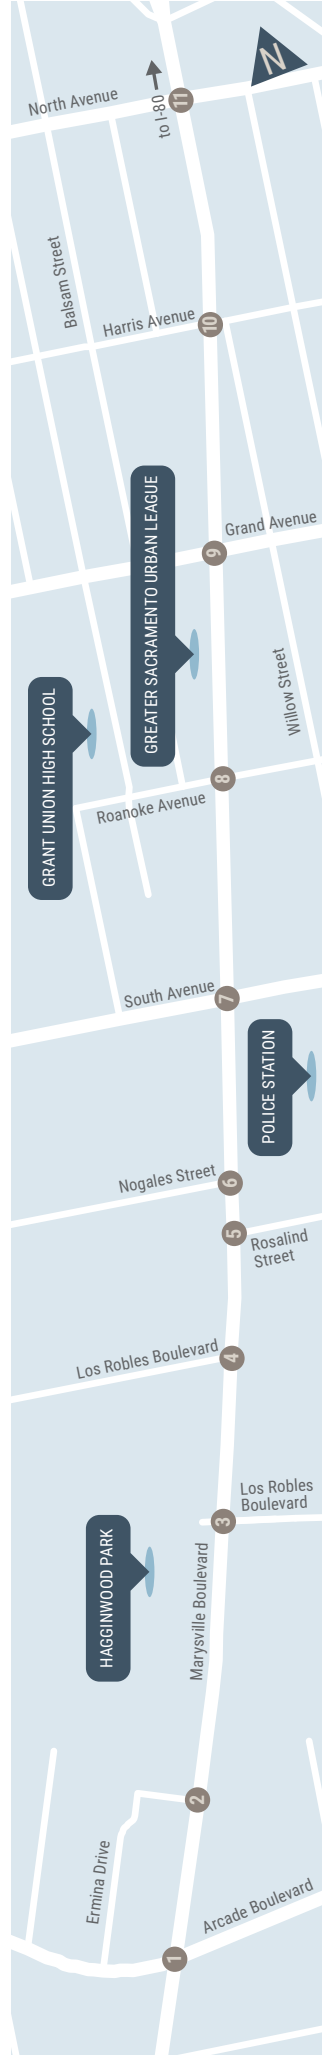 N
North Avenue
to I-80
11
Balsam Street
Harris Avenue
10
GREATER SACRAMENTO URBAN LEAGUE
Grand Avenue
9
GRANT UNION HIGH SCHOOL
Willow Street
8
Roanoke Avenue
South Avenue
7
POLICE STATION
Nogales Street
6
5
Rosalind
Street
Los Robles Boulevard
4
Los Robles
Boulevard
3
HAGGINWOOD PARK
Marysville Boulevard
2
Ermina Drive
Arcade Boulevard
1